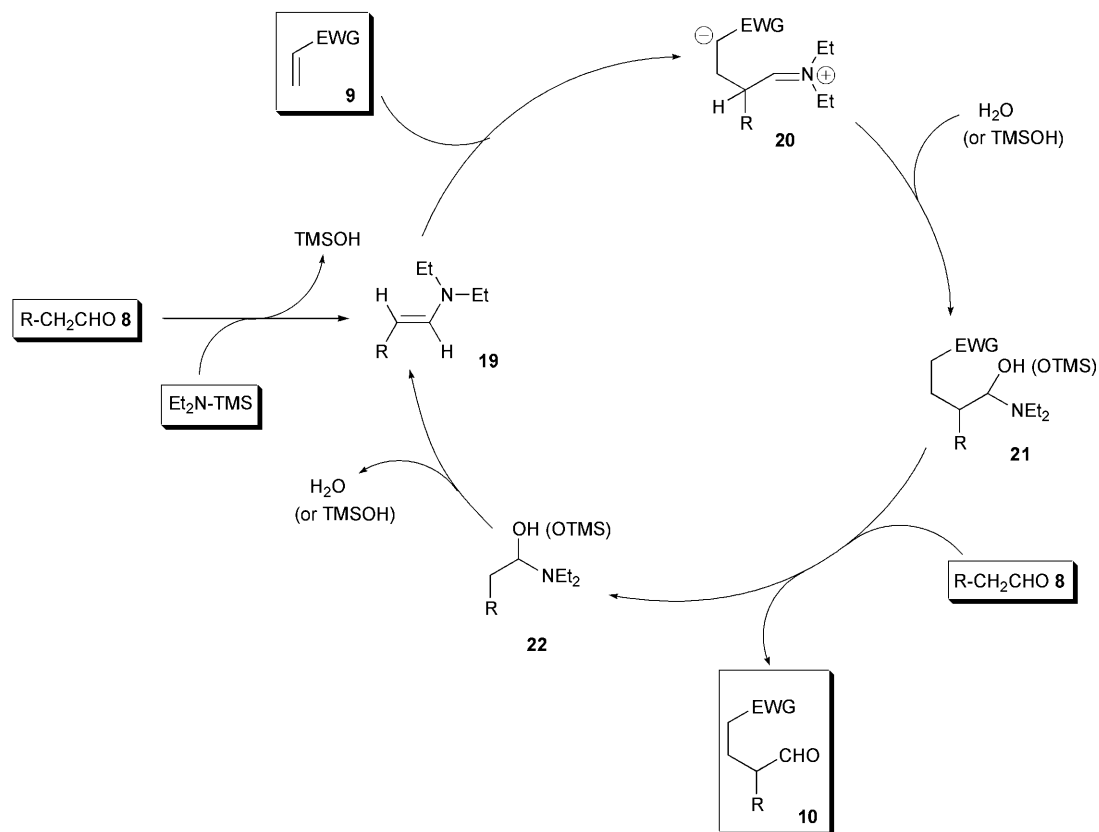 EWG
9
EWG
⊖
Et
N
⊕
Et
H
R
20
H₂O
(or TMSOH)
TMSOH
R-CH₂CHO 8
Et₂N-TMS
Et
N
Et
H
R
H
19
EWG
OH (OTMS)
NEt₂
R
21
H₂O
(or TMSOH)
OH (OTMS)
NEt₂
R
22
R-CH₂CHO 8
EWG
CHO
R
10